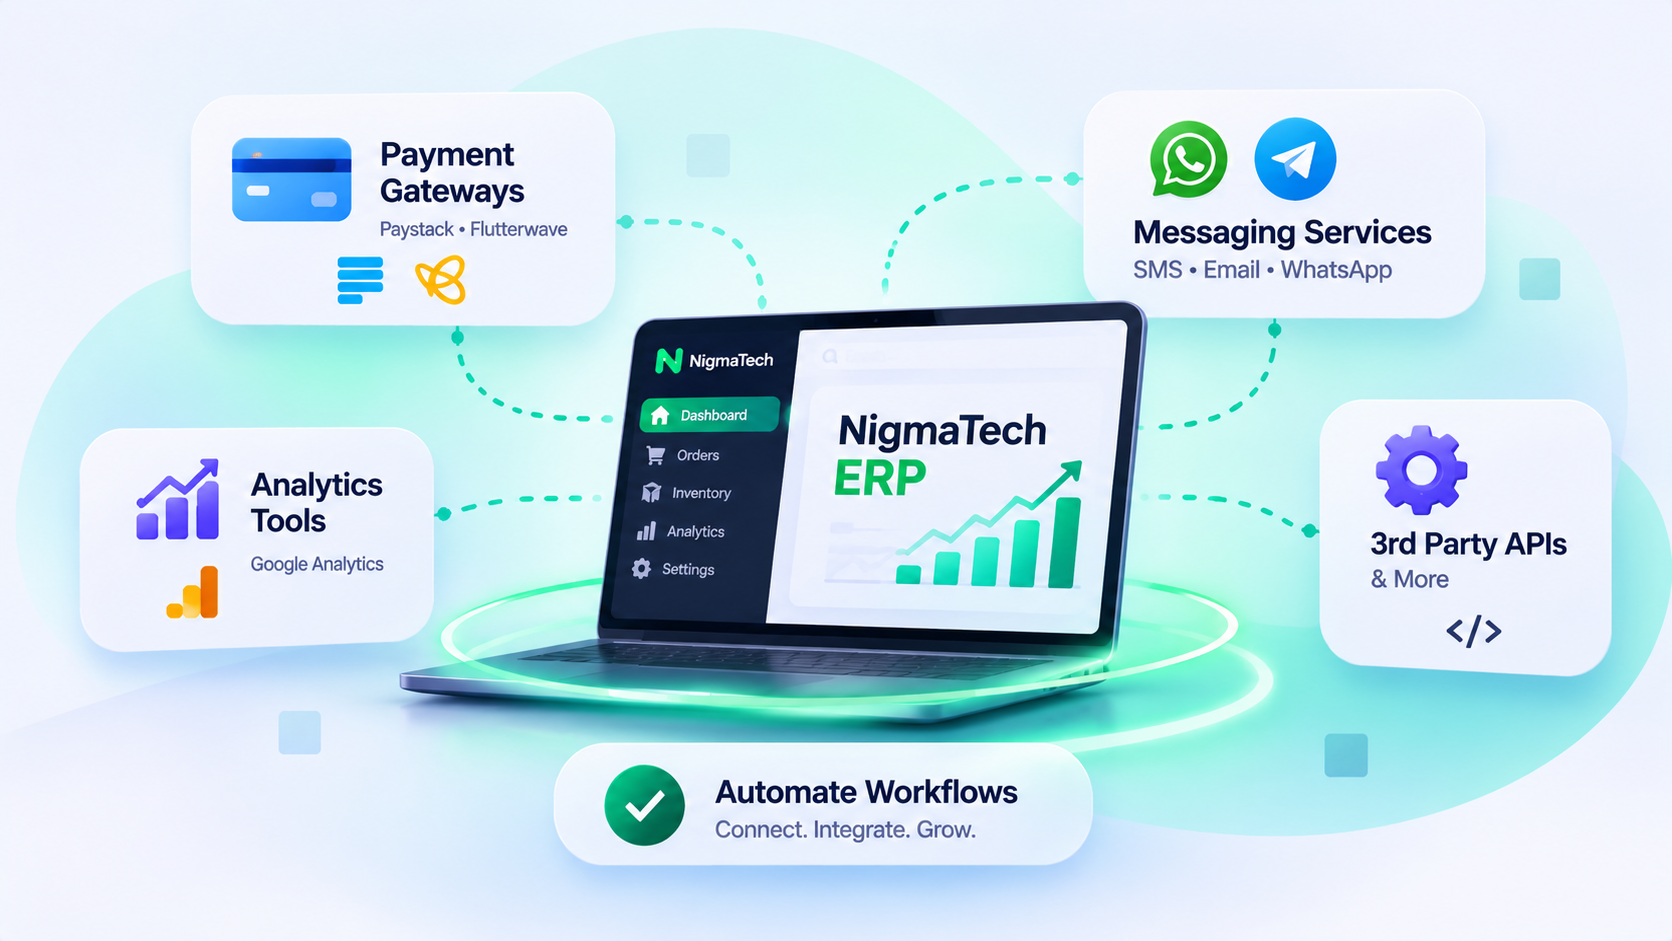 Payment
Gateways
Paystack • Flutterwave
Messaging Services
SMS • Email • WhatsApp
Analytics
Tools
Google Analytics
NigmaTech
Dashboard
Orders
Inventory
Analytics
Settings
NigmaTech
ERP
3rd Party APIs
& More
</>
Automate Workflows
Connect. Integrate. Grow.